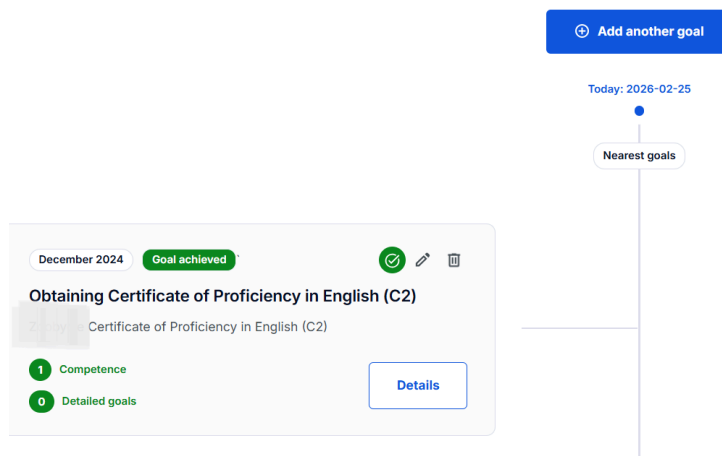 Add another goal
Today: 2026-02-25
Nearest goals
December 2024 Goal achieved
Obtaining Certificate of Proficiency in English (C2)
Certificate of Proficiency in English (C2)
1 Competence
Details
0 Detailed goals